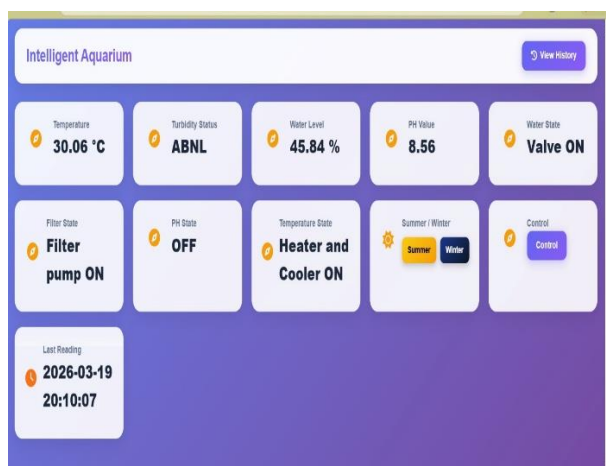 Intelligent Aquarium
View History
Temperature
30.06 °C
Turbidity Status
ABNL
Water Level
45.84 %
PH Value
8.56
Water State
Valve ON
Filter State
Filter
pump ON
PH State
OFF
Temperature State
Heater and
Cooler ON
Summer / Winter
Summer
Winter
Control
Control
Last Reading
2026-03-19
20:10:07